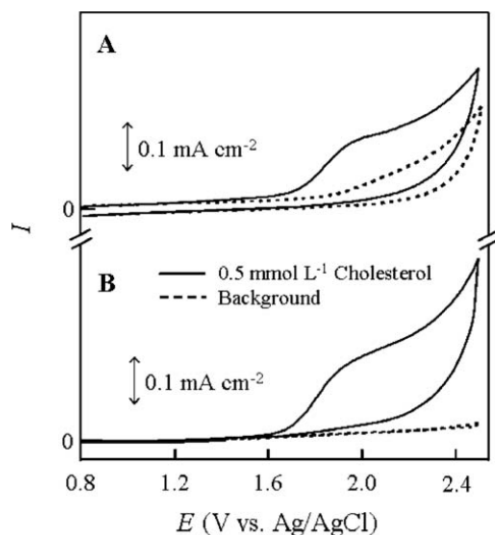 A
0.1 mA cm⁻²
0
I
B
0.5 mmol L⁻¹ Cholesterol
Background
0.1 mA cm⁻²
0
0.8 1.2 1.6 2.0 2.4
E (V vs. Ag/AgCl)